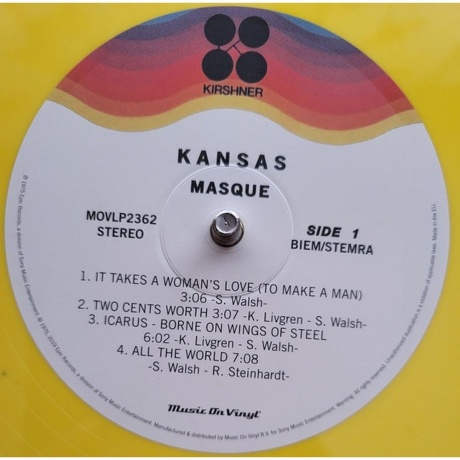 KIRSHNER
KANSAS
MASQUE
MOVLP2362
STEREO
SIDE 1
BIEM/STEMRA
1. IT TAKES A WOMAN'S LOVE (TO MAKE A MAN)
3:06 -S. Walsh-
2. TWO CENTS WORTH 3:07 -K. Livgren - S. Walsh-
3. ICARUS - BORNE ON WINGS OF STEEL
6:02 -K. Livgren - S. Walsh-
4. ALL THE WORLD 7:08
-S. Walsh - R. Steinhardt-
Music On Vinyl